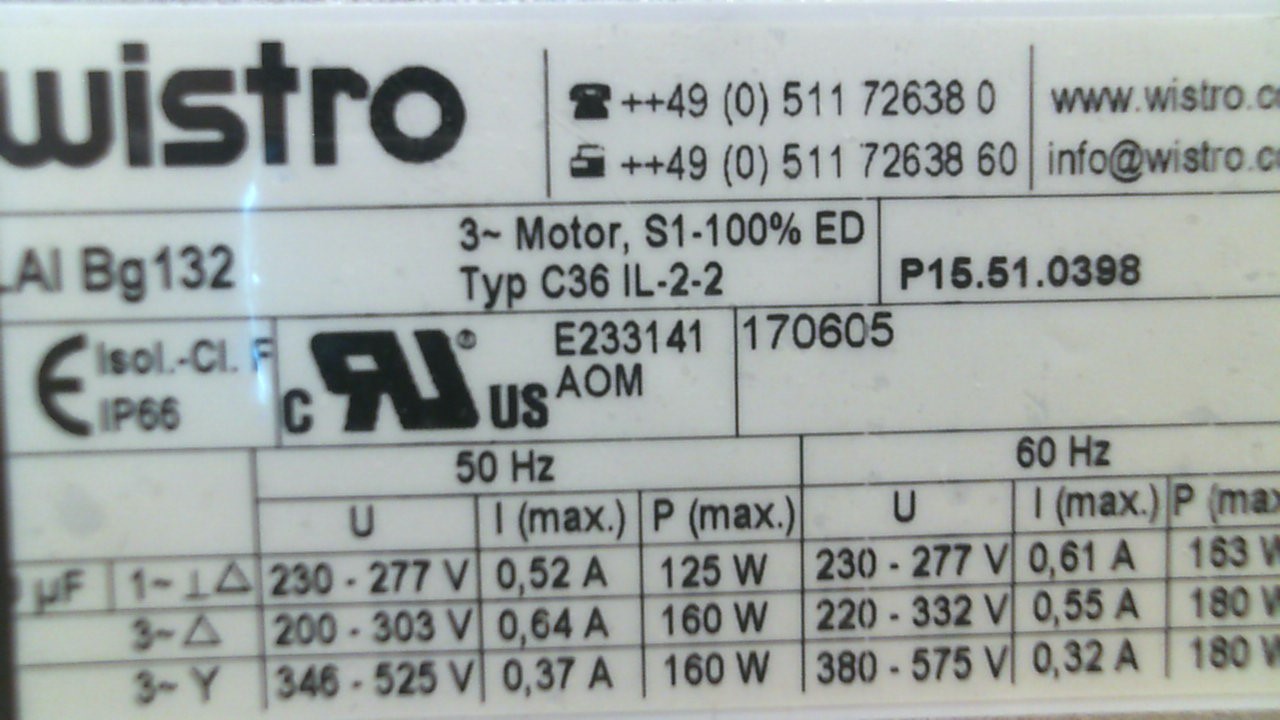 wistro
++49 (0) 511 72638 0
++49 (0) 511 72638 60
www.wistro.c
info@wistro.c
AI Bg132
3~ Motor, S1-100% ED
Typ C36 IL-2-2
P15.51.0398
CE Isol.-Cl. F
IP66
C RU® US
E233141
AOM
170605
50 Hz 60 Hz
U I (max.) P (max.) U I (max.) P (max
µF 1~ ⊥ △ 230 - 277 V 0,52 A 125 W 230 - 277 V 0,61 A 163 W
3~ △ 200 - 303 V 0,64 A 160 W 220 - 332 V 0,55 A 180 W
3~ Y 346 - 525 V 0,37 A 160 W 380 - 575 V 0,32 A 180 W